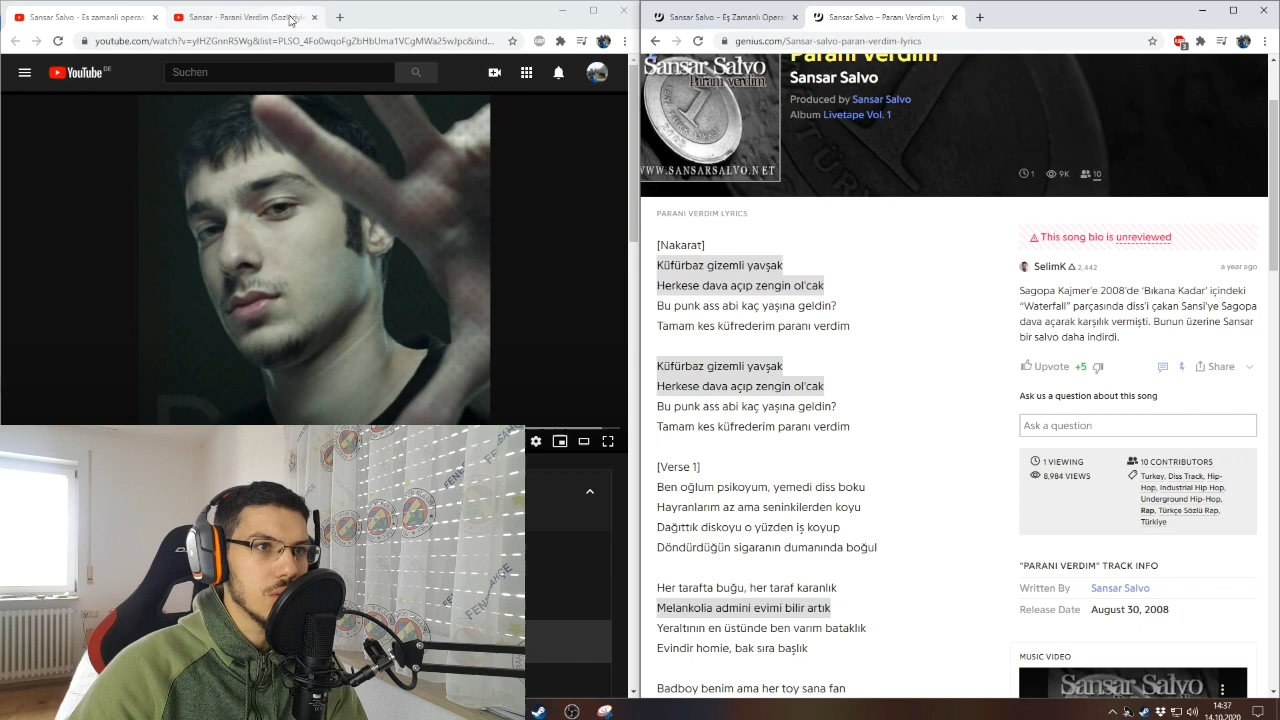 Sansar Salvo - Es zamanli operas
Sansar - Parani Verdim (Sozl
youtube.com/watch?v=yIHZGnnR5Wg&list=PLSO_4Fo0wqoFgZbHbUma1VCgMWa25wJpc&ind...
YouTube DE
Suchen
FENERBAHÇE
Sansar Salvo – Eş Zamanlı Opera
Sansar Salvo – Paranı Verdim Lyri
genius.com/Sansar-salvo-paran-verdim-lyrics
Sansar Salvo
Paranı verdim.
1
WWW.SANSARSALVO.NET
Paranı Verdim
Sansar Salvo
Produced by Sansar Salvo
Album Livetape Vol. 1
1 9K 10
PARANI VERDIM LYRICS
[Nakarat]
Küfürbaz gizemli yavşak
Herkese dava açıp zengin ol'cak
Bu punk ass abi kaç yaşına geldin?
Tamam kes küfrederim paranı verdim
Küfürbaz gizemli yavşak
Herkese dava açıp zengin ol'cak
Bu punk ass abi kaç yaşına geldin?
Tamam kes küfrederim paranı verdim
[Verse 1]
Ben oğlum psikoyum, yemedi diss boku
Hayranlarım az ama seninkilerden koyu
Dağıttık diskoyu o yüzden iş koyup
Döndürdüğün sigaranın dumanında boğul
Her tarafta buğu, her taraf karanlık
Melankolia admini evimi bilir artık
Yeraltının en üstünde ben varım bataklık
Evindir homie, bak sıra başlık
Badboy benim ama her toy sana fan
This song bio is unreviewed
SelimK 2,442
a year ago
Sagopa Kajmer'e 2008'de 'Bıkana Kadar' içindeki
"Waterfall" parçasında diss'i çakan Sansi'ye Sagopa
dava açarak karşılık vermişti. Bunun üzerine Sansar
bir salvo daha indirdi.
Upvote +5 Share
Ask us a question about this song
Ask a question
1 VIEWING
8,984 VIEWS
10 CONTRIBUTORS
Turkey, Diss Track, Hip-
Hop, Industrial Hip Hop,
Underground Hip-Hop,
Rap, Türkçe Sözlü Rap,
Türkiye
"PARANI VERDIM" TRACK INFO
Written By Sansar Salvo
Release Date August 30, 2008
MUSIC VIDEO
Sansar Salvo
14:37
14.10.2020